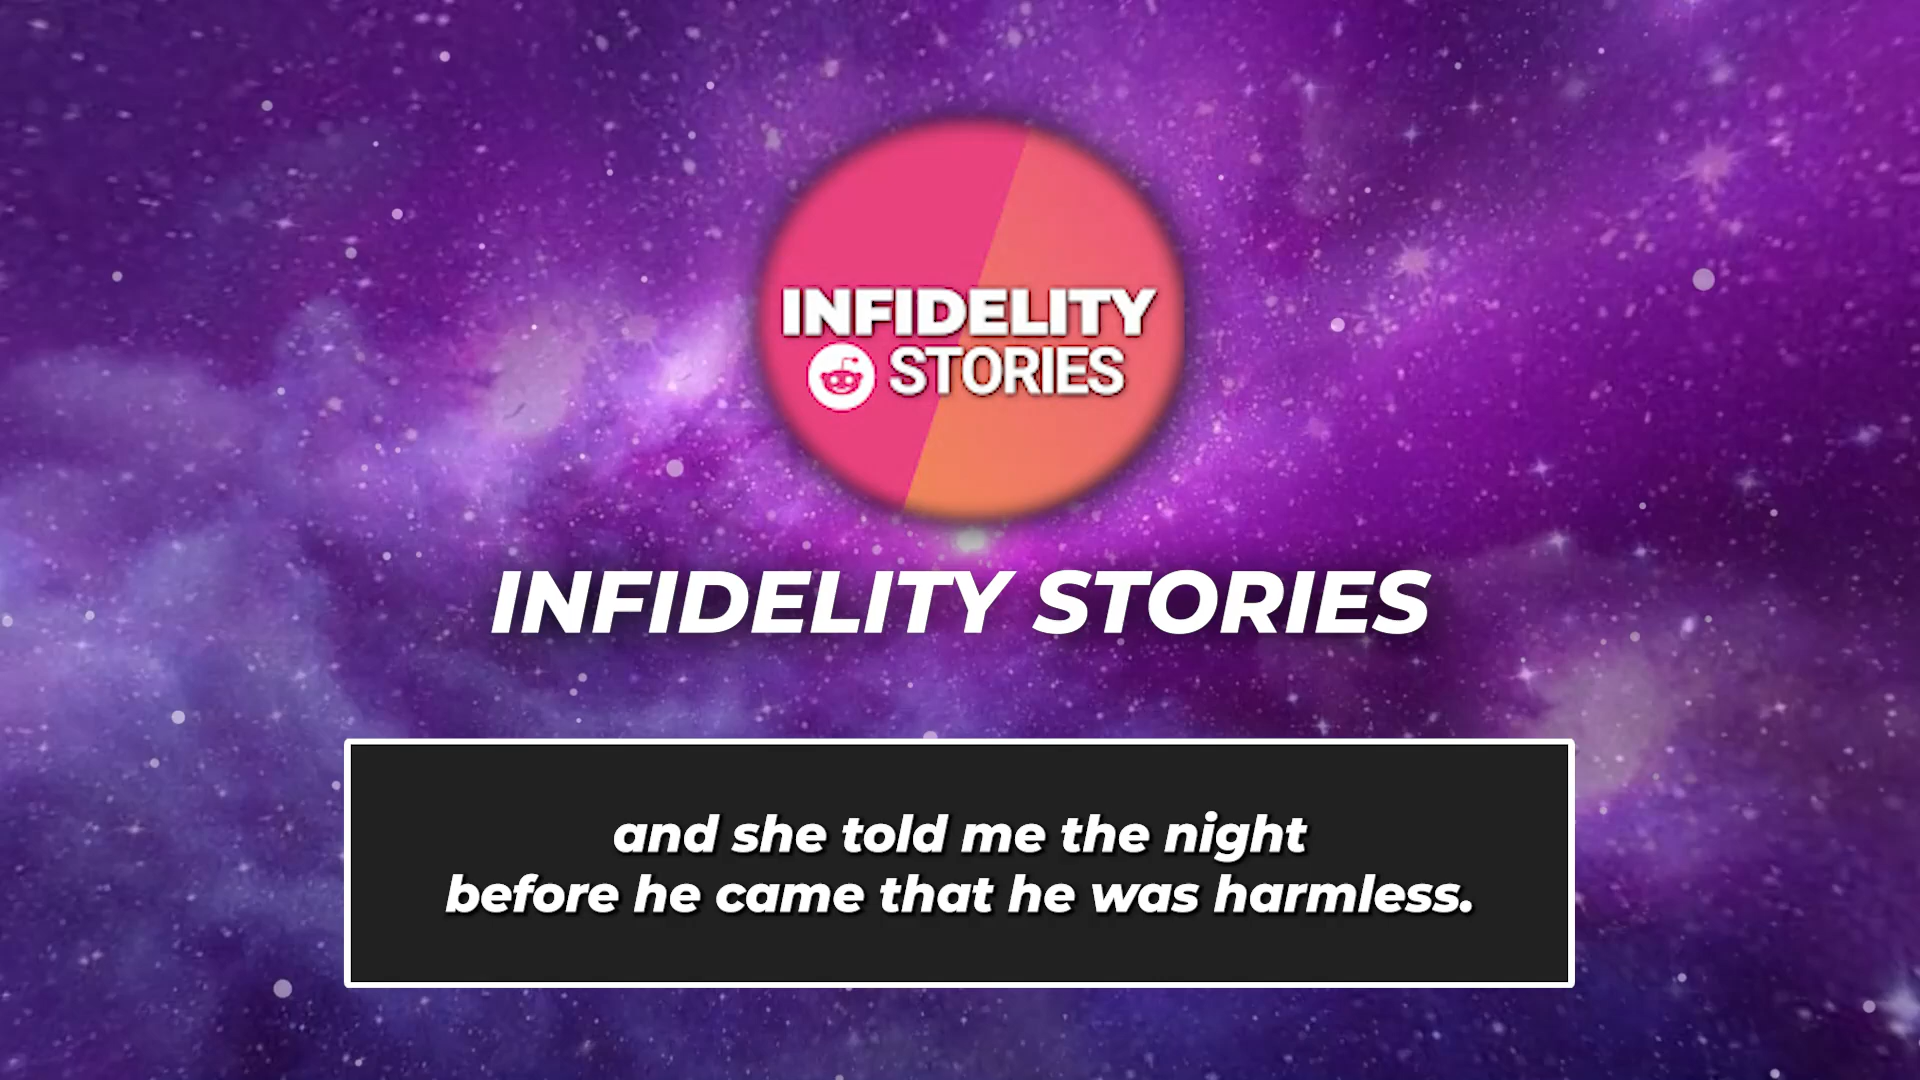 INFIDELITY
STORIES
INFIDELITY STORIES
and she told me the night
before he came that he was harmless.